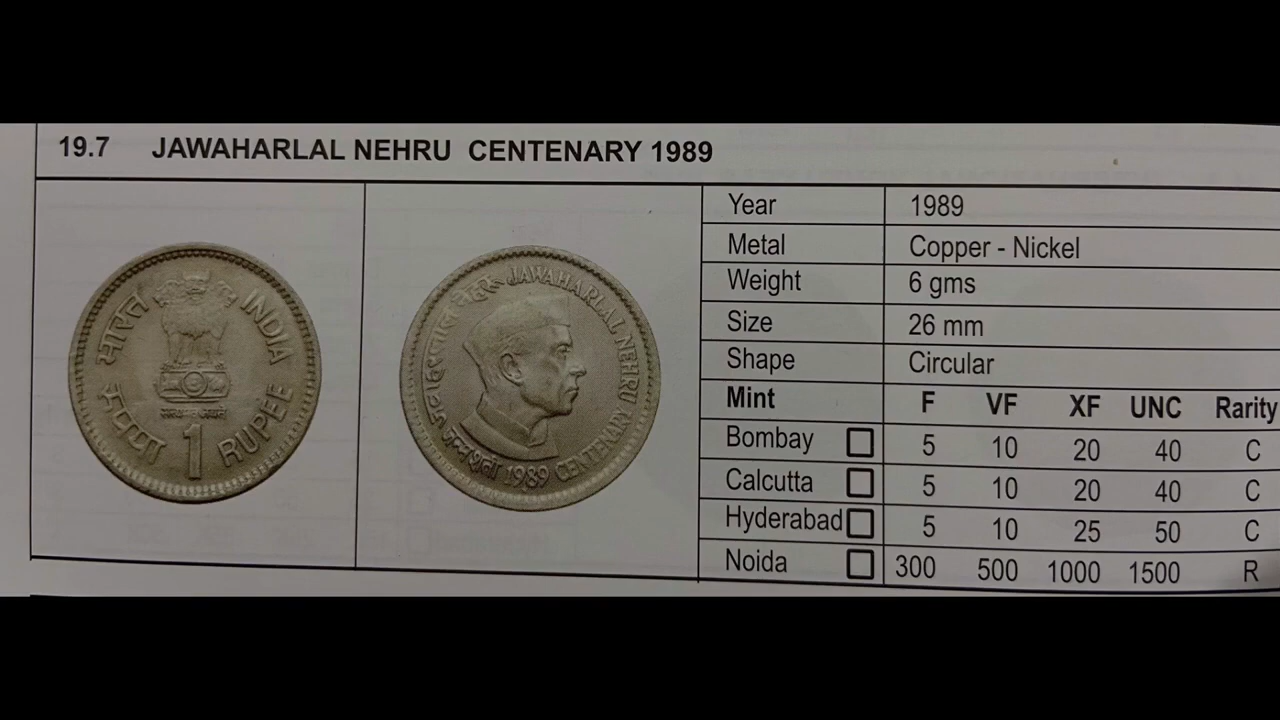 19.7 JAWAHARLAL NEHRU CENTENARY 1989
भारत INDIA
रुपया 1 RUPEE
सत्यमेव जयते
जवाहरलाल नेहरू JAWAHARLAL NEHRU
जन्मशती 1989 CENTENARY
Year 1989
Metal Copper - Nickel
Weight 6 gms
Size 26 mm
Shape Circular
Mint F VF XF UNC Rarity
Bombay 5 10 20 40 C
Calcutta 5 10 20 40 C
Hyderabad 5 10 25 50 C
Noida 300 500 1000 1500 R